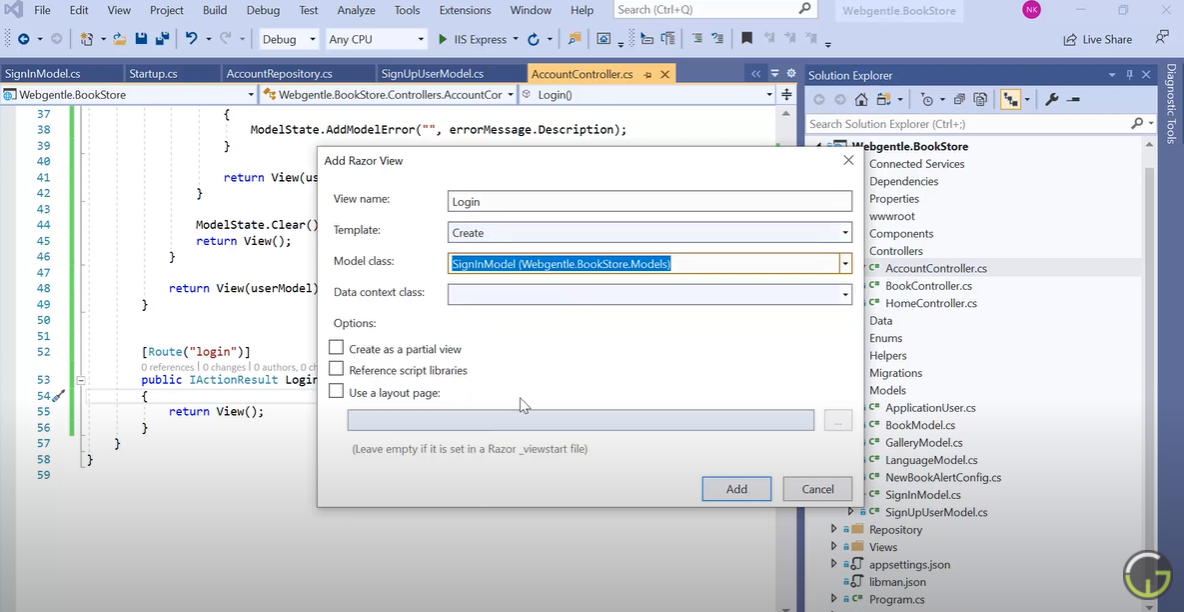 File Edit View Project Build Debug Test Analyze Tools Extensions Window Help Search (Ctrl+Q) Webgentle.BookStore NK
Debug Any CPU IIS Express Live Share
SignInModel.cs Startup.cs AccountRepository.cs SignUpUserModel.cs AccountController.cs
Webgentle.BookStore Webgentle.BookStore.Controllers.AccountCor Login()
37 {
38 ModelState.AddModelError("", errorMessage.Description);
39 }
40
41 return View(us
42 }
43
44 ModelState.Clear()
45 return View();
46 }
47
48 return View(userModel)
49 }
50
51
52 [Route("login")]
0 references | 0 changes | 0 authors, 0 ch
53 public IActionResult Login
54 {
55 return View();
56 }
57 }
58 }
59
Add Razor View
View name: Login
Template: Create
Model class: SignInModel (Webgentle.BookStore.Models)
Data context class:
Options:
Create as a partial view
Reference script libraries
Use a layout page:
...
(Leave empty if it is set in a Razor _viewstart file)
Add Cancel
Solution Explorer
Search Solution Explorer (Ctrl+;)
Webgentle.BookStore
Connected Services
Dependencies
Properties
wwwroot
Components
Controllers
AccountController.cs
BookController.cs
HomeController.cs
Data
Enums
Helpers
Migrations
Models
ApplicationUser.cs
BookModel.cs
GalleryModel.cs
LanguageModel.cs
NewBookAlertConfig.cs
SignInModel.cs
SignUpUserModel.cs
Repository
Views
appsettings.json
libman.json
Program.cs
Diagnostic Tools